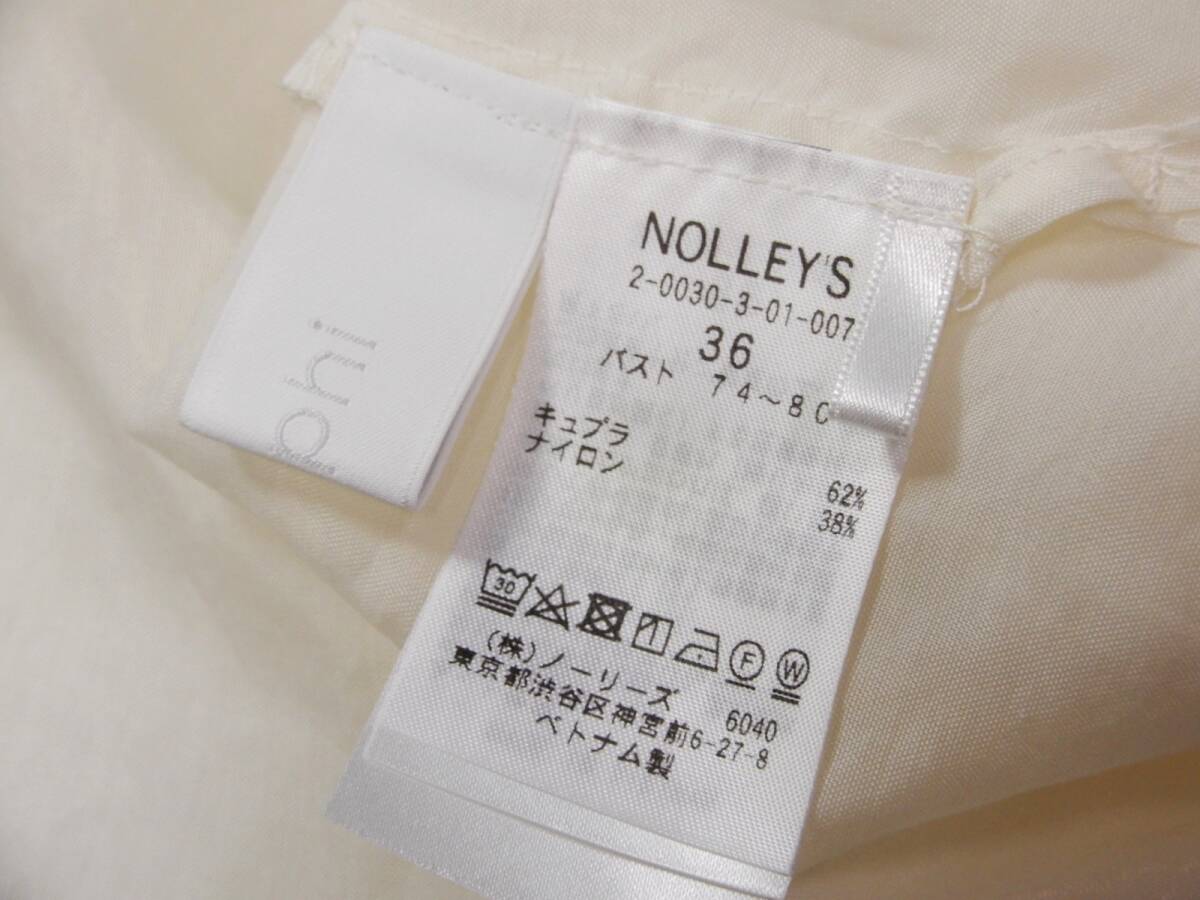 NOLLEY'S
2-0030-3-01-007
36
バスト 74～80
キュプラ 62%
ナイロン 38%
30
F W
(株)ノーリーズ 6040
東京都渋谷区神宮前6-27-8
ベトナム製